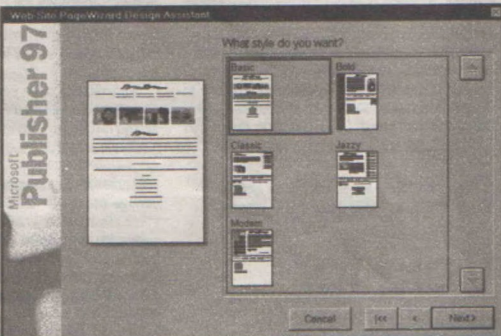 Web Site PageWizard Design Assistant
Microsoft
Publisher 97
What style do you want?
Basic
Bold
Classic
Jazzy
Modern
Cancel
|<<
<
Next>